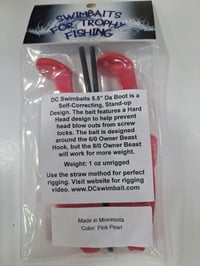 SWIMBAITS
FOR TROPHY
FISHING
DC Swimbaits 5.5" Da Boot is a
Self-Correcting, Stand-up
Design. The bait features a Hard
Head design to help prevent
head blow outs from screw
locks. The bait is designed
around the 6/0 Owner Beast
Hook, but the 8/0 Owner Beast
will work for more weight.
Weight: 1 oz unrigged
Use the straw method for perfect
rigging. Visit website for rigging
video. www.DCswimbait.com
Made in Minnesota
Color: Pink Pearl